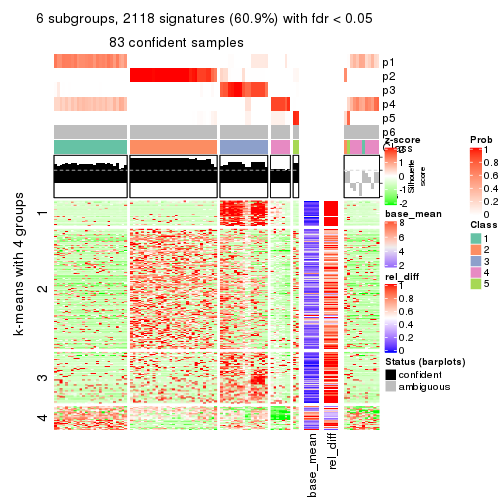 6 subgroups, 2118 signatures (60.9%) with fdr < 0.05
83 confident samples
p1
p2
p3
p4
p5
p6
Class
Silhouette
score
k-means with 4 groups
1
2
3
4
base_mean
rel_diff
z-score
2
1
0
-1
-2
base_mean
8
6
4
2
rel_diff
1
0.8
0.6
0.4
0.2
0
Status (barplots)
confident
ambiguous
Prob
1
0.8
0.6
0.4
0.2
0
Class
1
2
3
4
5